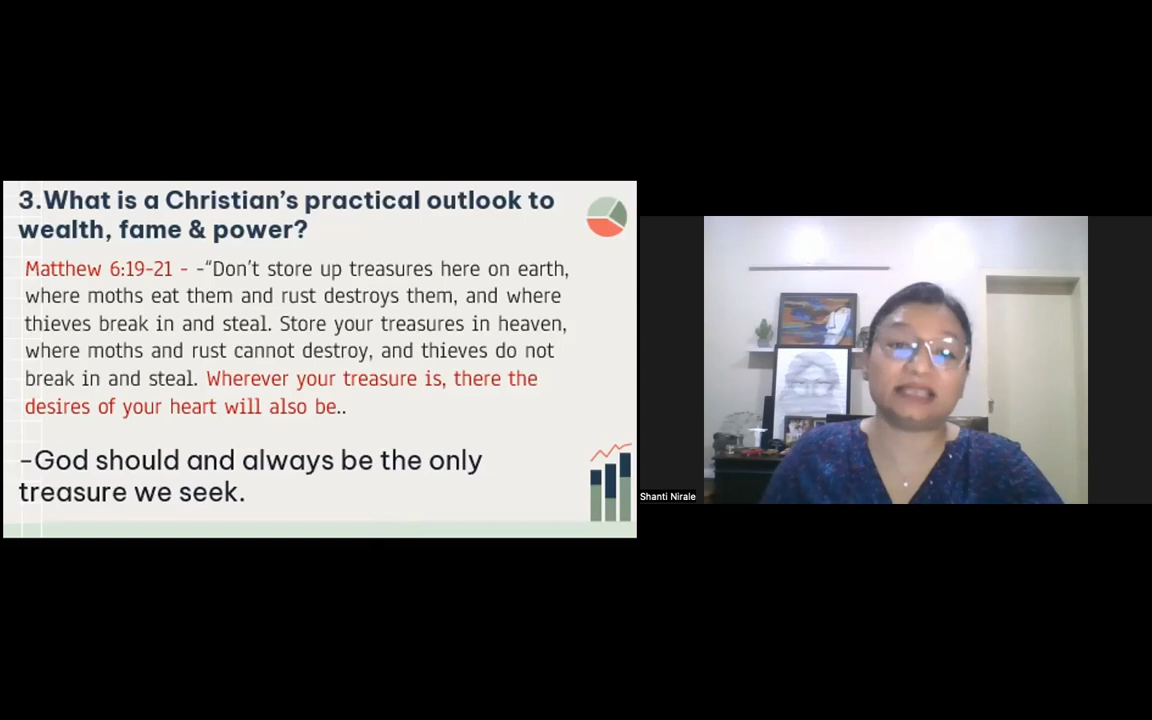 3.What is a Christian's practical outlook to
wealth, fame & power?
Matthew 6:19-21 - -“Don't store up treasures here on earth,
where moths eat them and rust destroys them, and where
thieves break in and steal. Store your treasures in heaven,
where moths and rust cannot destroy, and thieves do not
break in and steal. Wherever your treasure is, there the
desires of your heart will also be..
-God should and always be the only
treasure we seek.
Shanti Nirale